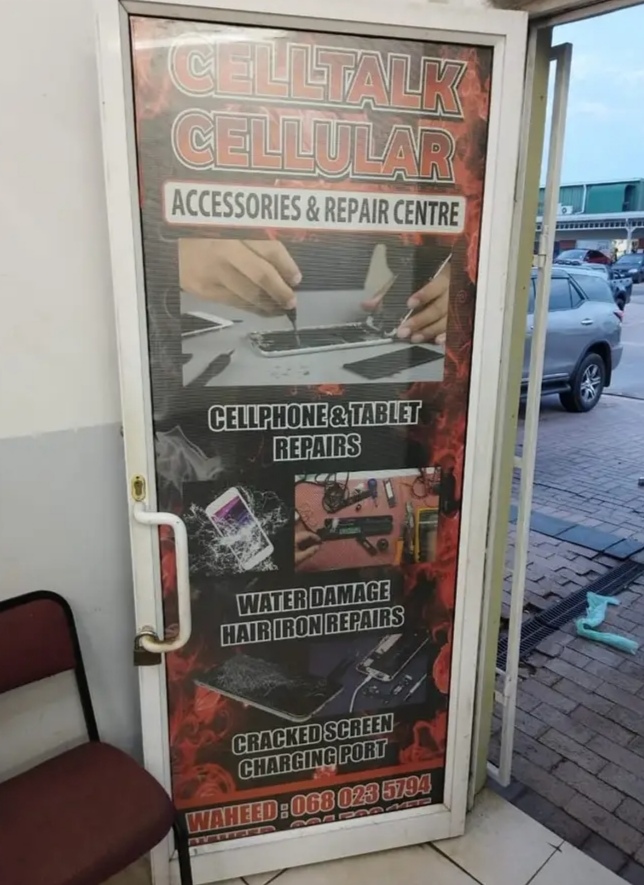 CELLTALK
CELLULAR
ACCESSORIES & REPAIR CENTRE
CELLPHONE & TABLET
REPAIRS
WATER DAMAGE
HAIR IRON REPAIRS
CRACKED SCREEN
CHARGING PORT
WAHEED : 068 023 5794